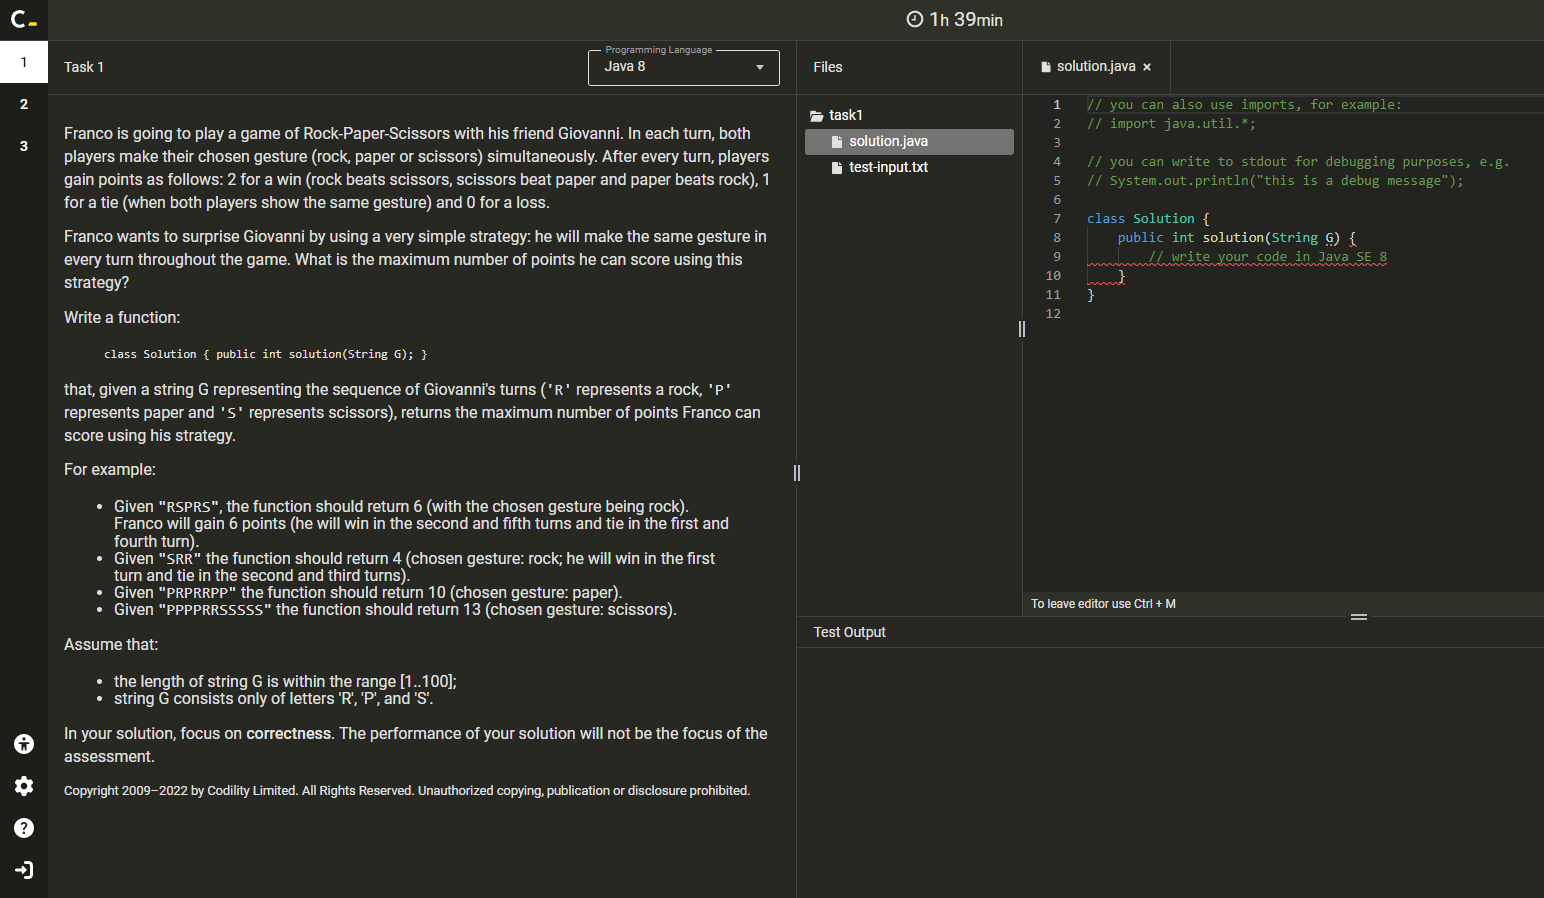 C_
1h 39min
1
2
3
Task 1
Programming Language
Java 8
Franco is going to play a game of Rock-Paper-Scissors with his friend Giovanni. In each turn, both
players make their chosen gesture (rock, paper or scissors) simultaneously. After every turn, players
gain points as follows: 2 for a win (rock beats scissors, scissors beat paper and paper beats rock), 1
for a tie (when both players show the same gesture) and 0 for a loss.
Franco wants to surprise Giovanni by using a very simple strategy: he will make the same gesture in
every turn throughout the game. What is the maximum number of points he can score using this
strategy?
Write a function:
class Solution { public int solution(String G); }
that, given a string G representing the sequence of Giovanni's turns ('R' represents a rock, 'P'
represents paper and 'S' represents scissors), returns the maximum number of points Franco can
score using his strategy.
For example:
• Given "RSPRS", the function should return 6 (with the chosen gesture being rock).
Franco will gain 6 points (he will win in the second and fifth turns and tie in the first and
fourth turn).
• Given "SRR" the function should return 4 (chosen gesture: rock; he will win in the first
turn and tie in the second and third turns).
• Given "PRPRRPP" the function should return 10 (chosen gesture: paper).
• Given "PPPPRRSSSSS" the function should return 13 (chosen gesture: scissors).
Assume that:
• the length of string G is within the range [1..100];
• string G consists only of letters 'R', 'P', and 'S'.
In your solution, focus on correctness. The performance of your solution will not be the focus of the
assessment.
Copyright 2009–2022 by Codility Limited. All Rights Reserved. Unauthorized copying, publication or disclosure prohibited.
Files
task1
solution.java
test-input.txt
solution.java ×
1 // you can also use imports, for example:
2 // import java.util.*;
3
4 // you can write to stdout for debugging purposes, e.g.
5 // System.out.println("this is a debug message");
6
7 class Solution {
8 public int solution(String G) {
9 // write your code in Java SE 8
10 }
11 }
12
To leave editor use Ctrl + M
Test Output